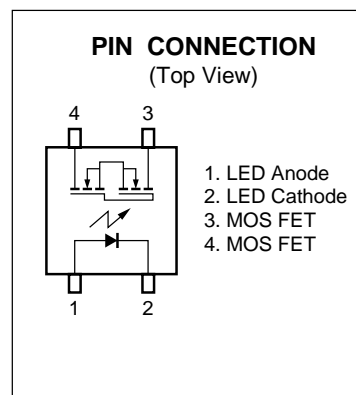 PIN CONNECTION
(Top View)
4 3
1. LED Anode
2. LED Cathode
3. MOS FET
4. MOS FET
1 2